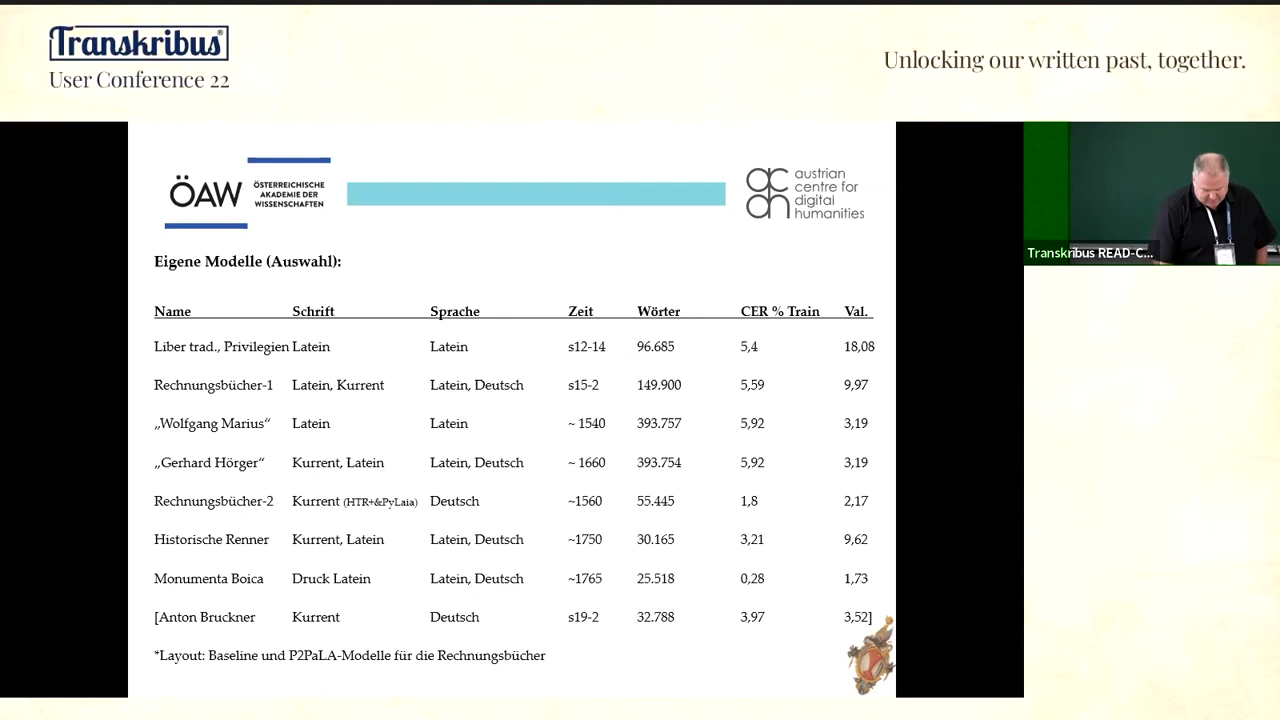 Transkribus®
User Conference 22
Unlocking our written past, together.
ÖAW ÖSTERREICHISCHE
AKADEMIE DER
WISSENSCHAFTEN
acdh austrian
centre for
digital
humanities
Transkribus READ-C...
Eigene Modelle (Auswahl):
Name Schrift Sprache Zeit Wörter CER % Train Val.
Liber trad., Privilegien Latein Latein s12-14 96.685 5,4 18,08
Rechnungsbücher-1 Latein, Kurrent Latein, Deutsch s15-2 149.900 5,59 9,97
„Wolfgang Marius“ Latein Latein ~ 1540 393.757 5,92 3,19
„Gerhard Hörger“ Kurrent, Latein Latein, Deutsch ~ 1660 393.754 5,92 3,19
Rechnungsbücher-2 Kurrent (HTR+&PyLaia) Deutsch ~1560 55.445 1,8 2,17
Historische Renner Kurrent, Latein Latein, Deutsch ~1750 30.165 3,21 9,62
Monumenta Boica Druck Latein Latein, Deutsch ~1765 25.518 0,28 1,73
[Anton Bruckner Kurrent Deutsch s19-2 32.788 3,97 3,52]
*Layout: Baseline und P2PaLA-Modelle für die Rechnungsbücher